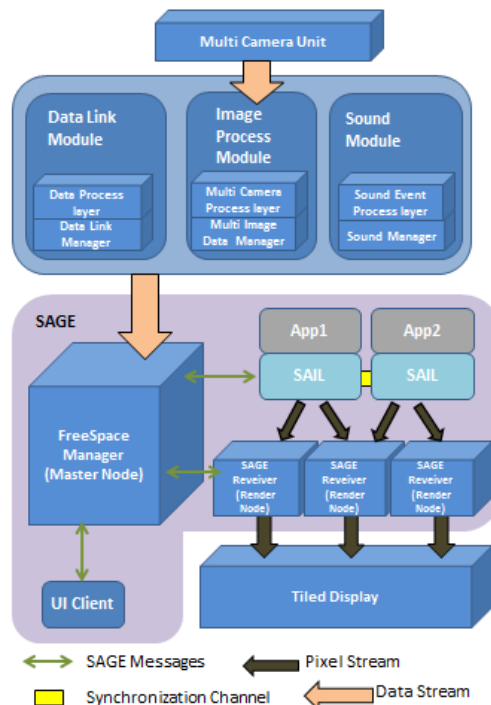 Multi Camera Unit
Data Link
Module
Image
Process
Module
Sound
Module
Data Process
layer
Data Link
Manager
Multi Camera
Process layer
Multi Image
Data Manager
Sound Event
Process layer
Sound Manager
SAGE
App1
App2
SAIL
SAIL
FreeSpace
Manager
(Master Node)
SAGE
Reveiver
(Render
Node)
SAGE
Reveiver
(Render
Node)
SAGE
Reveiver
(Render
Node)
UI Client
Tiled Display
SAGE Messages
Pixel Stream
Synchronization Channel
Data Stream